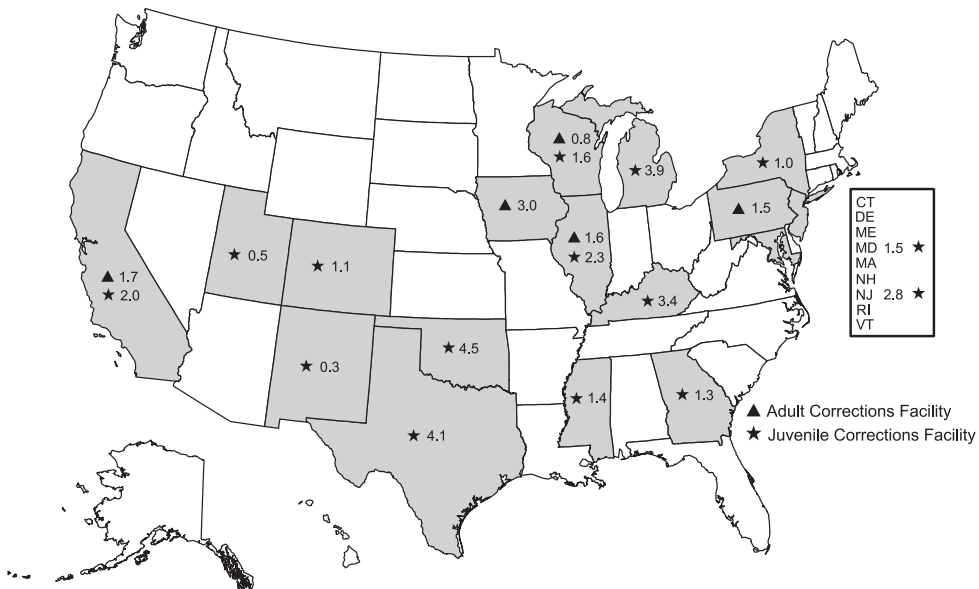 ▲ 0.8
★ 1.6
★ 3.9
★ 1.0
▲ 3.0
▲ 1.5
▲ 1.6
★ 2.3
★ 0.5
★ 1.1
▲ 1.7
★ 2.0
★ 3.4
★ 4.5
★ 0.3
★ 1.4
★ 1.3
★ 4.1
CT
DE
ME
MD 1.5 ★
MA
NH
NJ 2.8 ★
RI
VT
▲ Adult Corrections Facility
★ Juvenile Corrections Facility